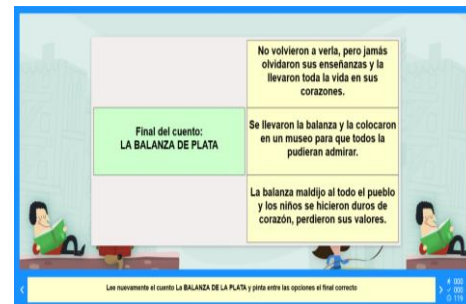 No volvieron a verla, pero jamás
olvidaron sus enseñanzas y la
llevaron toda la vida en sus
corazones.
Final del cuento:
LA BALANZA DE PLATA
Se llevaron la balanza y la colocaron
en un museo para que todos la
pudieran admirar.
La balanza maldijo al todo el pueblo
y los niños se hicieron duros de
corazón, perdieron sus valores.
Lee nuevamente el cuento La BALANZA DE LA PLATA y pinta entre las opciones el final correcto
000
000
119